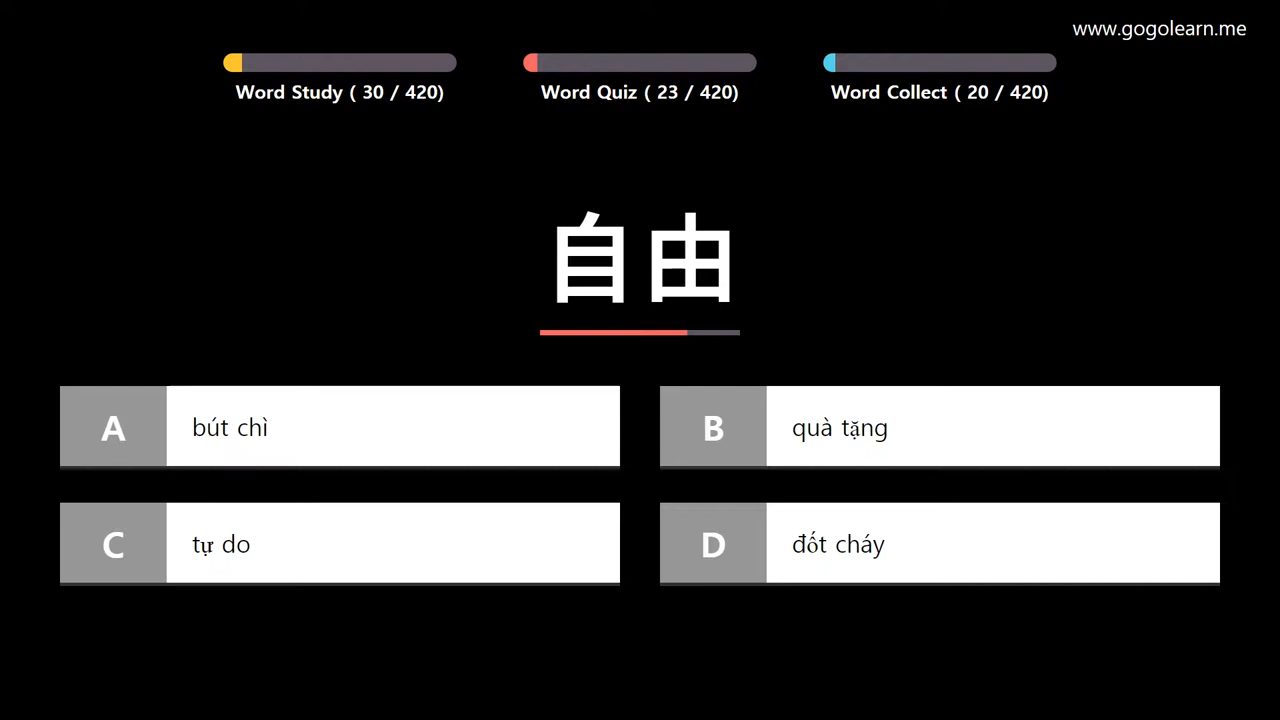 www.gogolearn.me
Word Study ( 30 / 420)
Word Quiz ( 23 / 420)
Word Collect ( 20 / 420)
自由
A bút chì
B quà tặng
C tự do
D đốt cháy